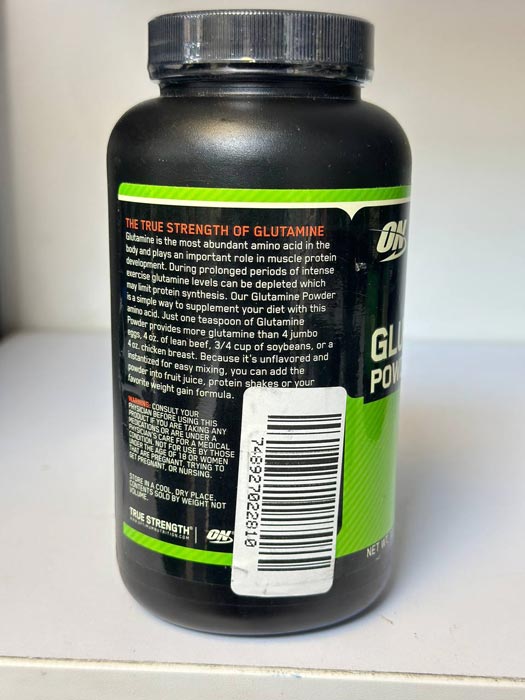 THE TRUE STRENGTH OF GLUTAMINE
Glutamine is the most abundant amino acid in the
body and plays an important role in muscle protein
development. During prolonged periods of intense
exercise glutamine levels can be depleted which
may limit protein synthesis. Our Glutamine Powder
is a simple way to supplement your diet with this
amino acid. Just one teaspoon of Glutamine
Powder provides more glutamine than 4 jumbo
eggs, 4 oz. of lean beef, 3/4 cup of soybeans, or a
4 oz. chicken breast. Because it's unflavored and
instantized for easy mixing, you can add the
powder into fruit juice, protein shakes or your
favorite weight gain formula.
WARNING: CONSULT YOUR
PHYSICIAN BEFORE USING THIS
PRODUCT IF YOU ARE TAKING ANY
MEDICATIONS OR ARE UNDER A
PHYSICIAN'S CARE FOR A MEDICAL
CONDITION. NOT FOR USE BY THOSE
UNDER THE AGE OF 18 OR WOMEN
THAT ARE PREGNANT, TRYING TO
GET PREGNANT, OR NURSING.
STORE IN A COOL, DRY PLACE.
CONTENTS SOLD BY WEIGHT NOT
VOLUME.
TRUE STRENGTH®
ON
748927022810
ON
GLU
POW
NET